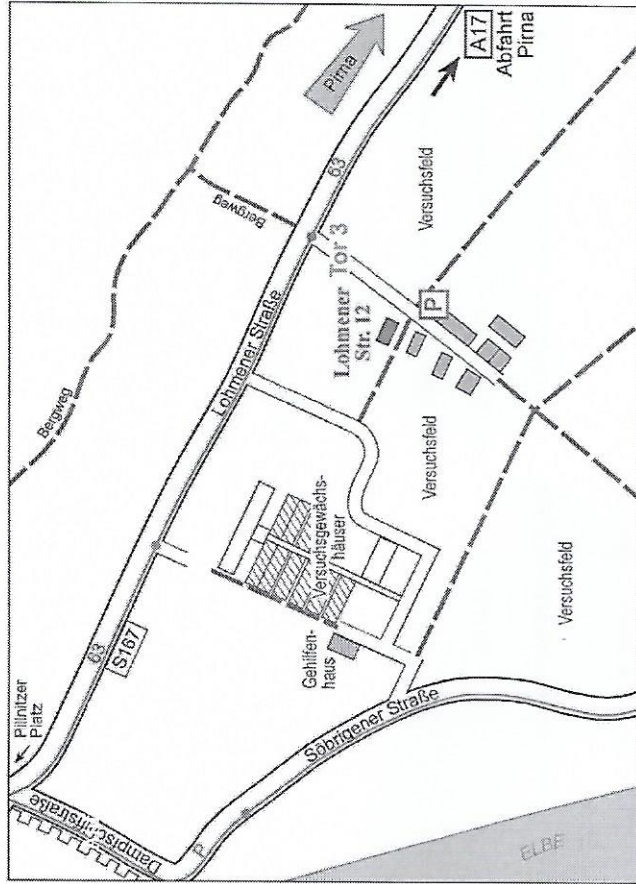 Pirna
A17
Abfahrt
Pirna
Bergweg
Bergweg
63
Tor 3
Lohmener
Str. 12
P
Versuchsfeld
Lohmener Straße
Versuchsfeld
Versuchsgewächs-
häuser
Gehilfen-
haus
Versuchsfeld
63
S167
Pillnitzer
Platz
Söbrigener Straße
P
ELBE